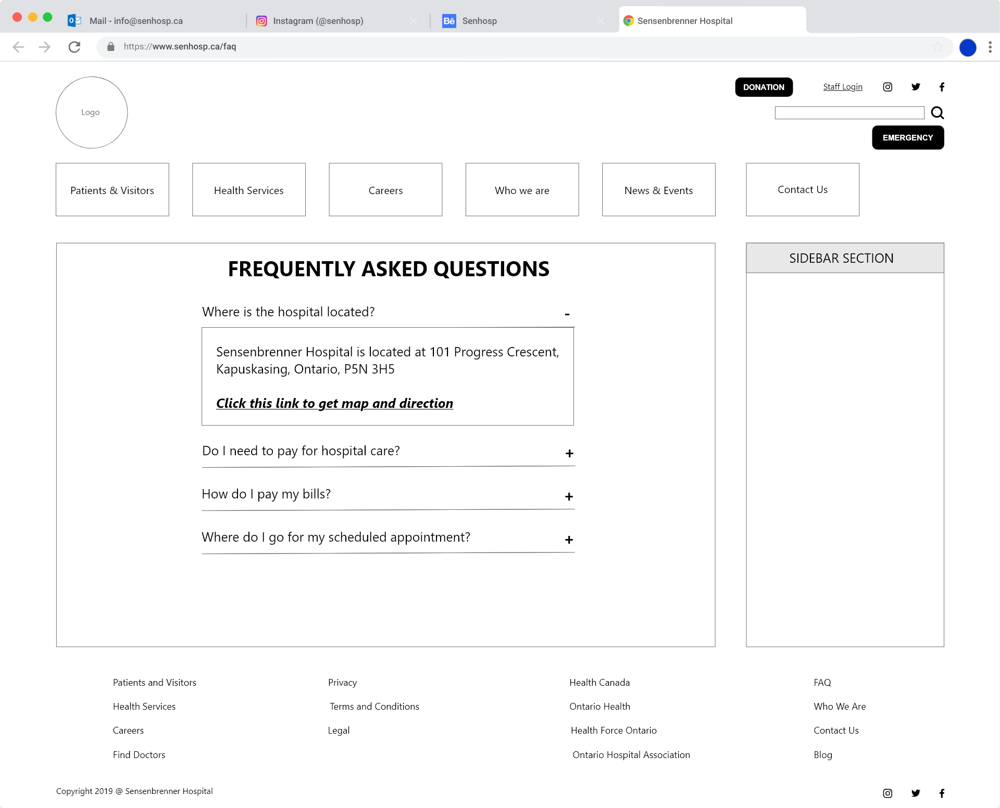 Mail - info@senhosp.ca
Instagram (@senhosp)
Bē Senhosp
Sensenbrenner Hospital
https://www.senhosp.ca/faq
Logo
DONATION
Staff Login
EMERGENCY
Patients & Visitors
Health Services
Careers
Who we are
News & Events
Contact Us
FREQUENTLY ASKED QUESTIONS
SIDEBAR SECTION
Where is the hospital located? -
Sensenbrenner Hospital is located at 101 Progress Crescent,
Kapuskasing, Ontario, P5N 3H5
Click this link to get map and direction
Do I need to pay for hospital care? +
How do I pay my bills? +
Where do I go for my scheduled appointment? +
Patients and Visitors
Health Services
Careers
Find Doctors
Privacy
Terms and Conditions
Legal
Health Canada
Ontario Health
Health Force Ontario
Ontario Hospital Association
FAQ
Who We Are
Contact Us
Blog
Copyright 2019 @ Sensenbrenner Hospital